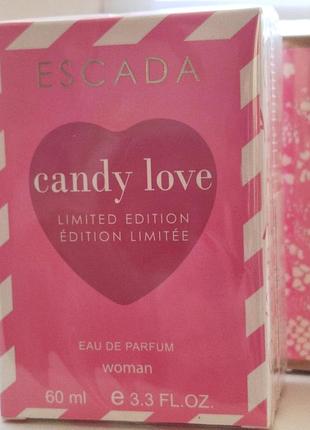 ESCADA
candy love
LIMITED EDITION
ÉDITION LIMITÉE
EAU DE PARFUM
woman
60 ml e 3.3 FL.OZ.